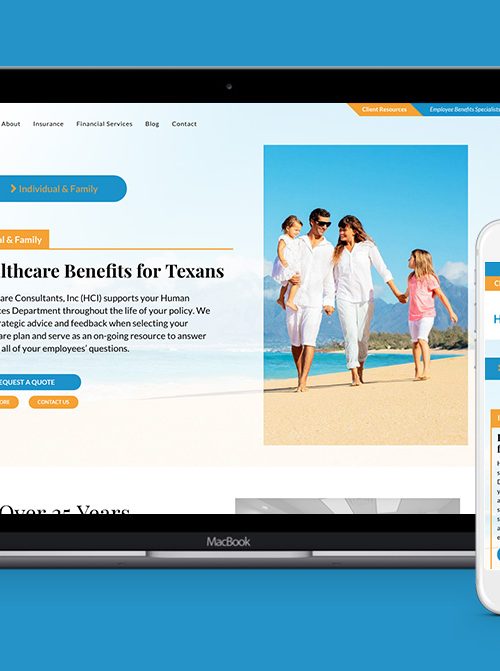 Client Resources
Employee Benefits Specialists
About
Insurance
Financial Services
Blog
Contact
Individual & Family
al & Family
lthcare Benefits for Texans
are Consultants, Inc (HCI) supports your Human
ces Department throughout the life of your policy. We
rategic advice and feedback when selecting your
are plan and serve as an on-going resource to answer
all of your employees' questions.
REQUEST A QUOTE
ORE
CONTACT US
Over 25 Years
MacBook
H